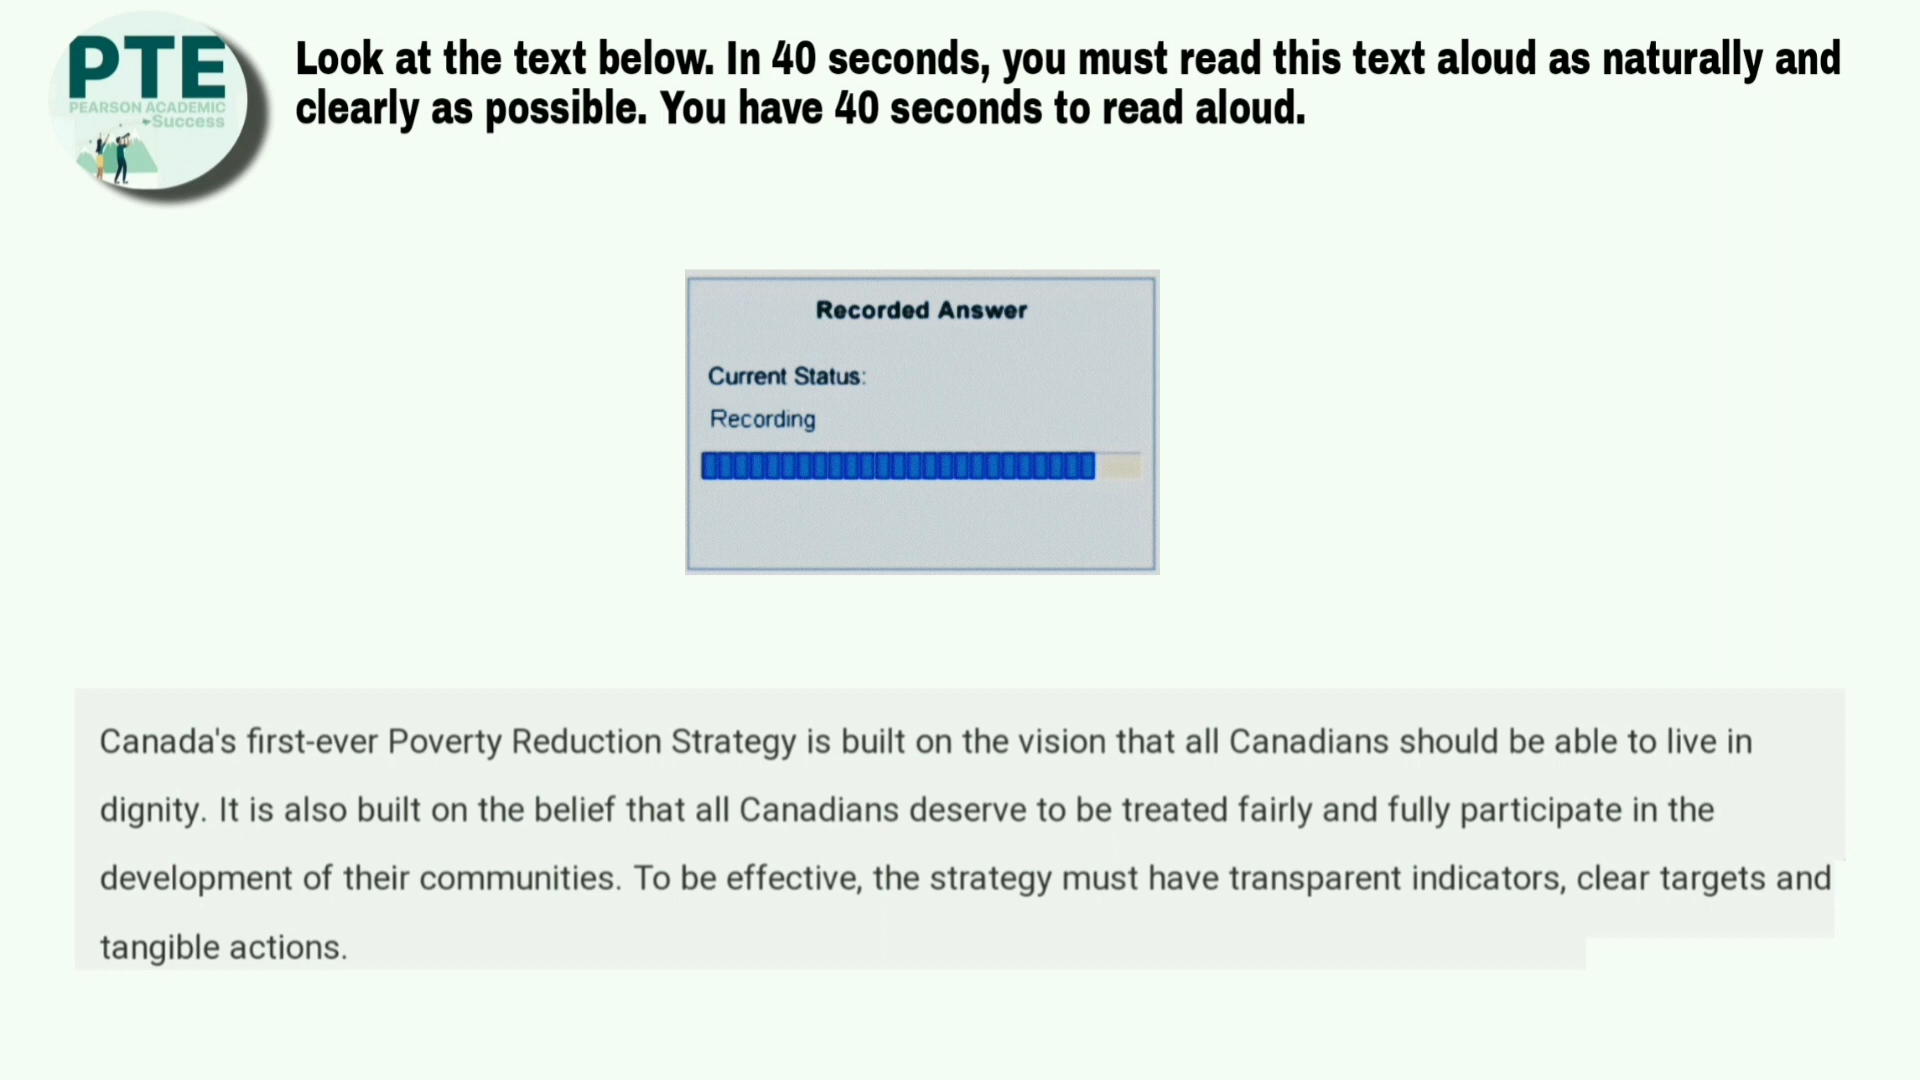 PTE
PEARSON ACADEMIC
Success
Look at the text below. In 40 seconds, you must read this text aloud as naturally and
clearly as possible. You have 40 seconds to read aloud.
Recorded Answer
Current Status:
Recording
Canada's first-ever Poverty Reduction Strategy is built on the vision that all Canadians should be able to live in
dignity. It is also built on the belief that all Canadians deserve to be treated fairly and fully participate in the
development of their communities. To be effective, the strategy must have transparent indicators, clear targets and
tangible actions.